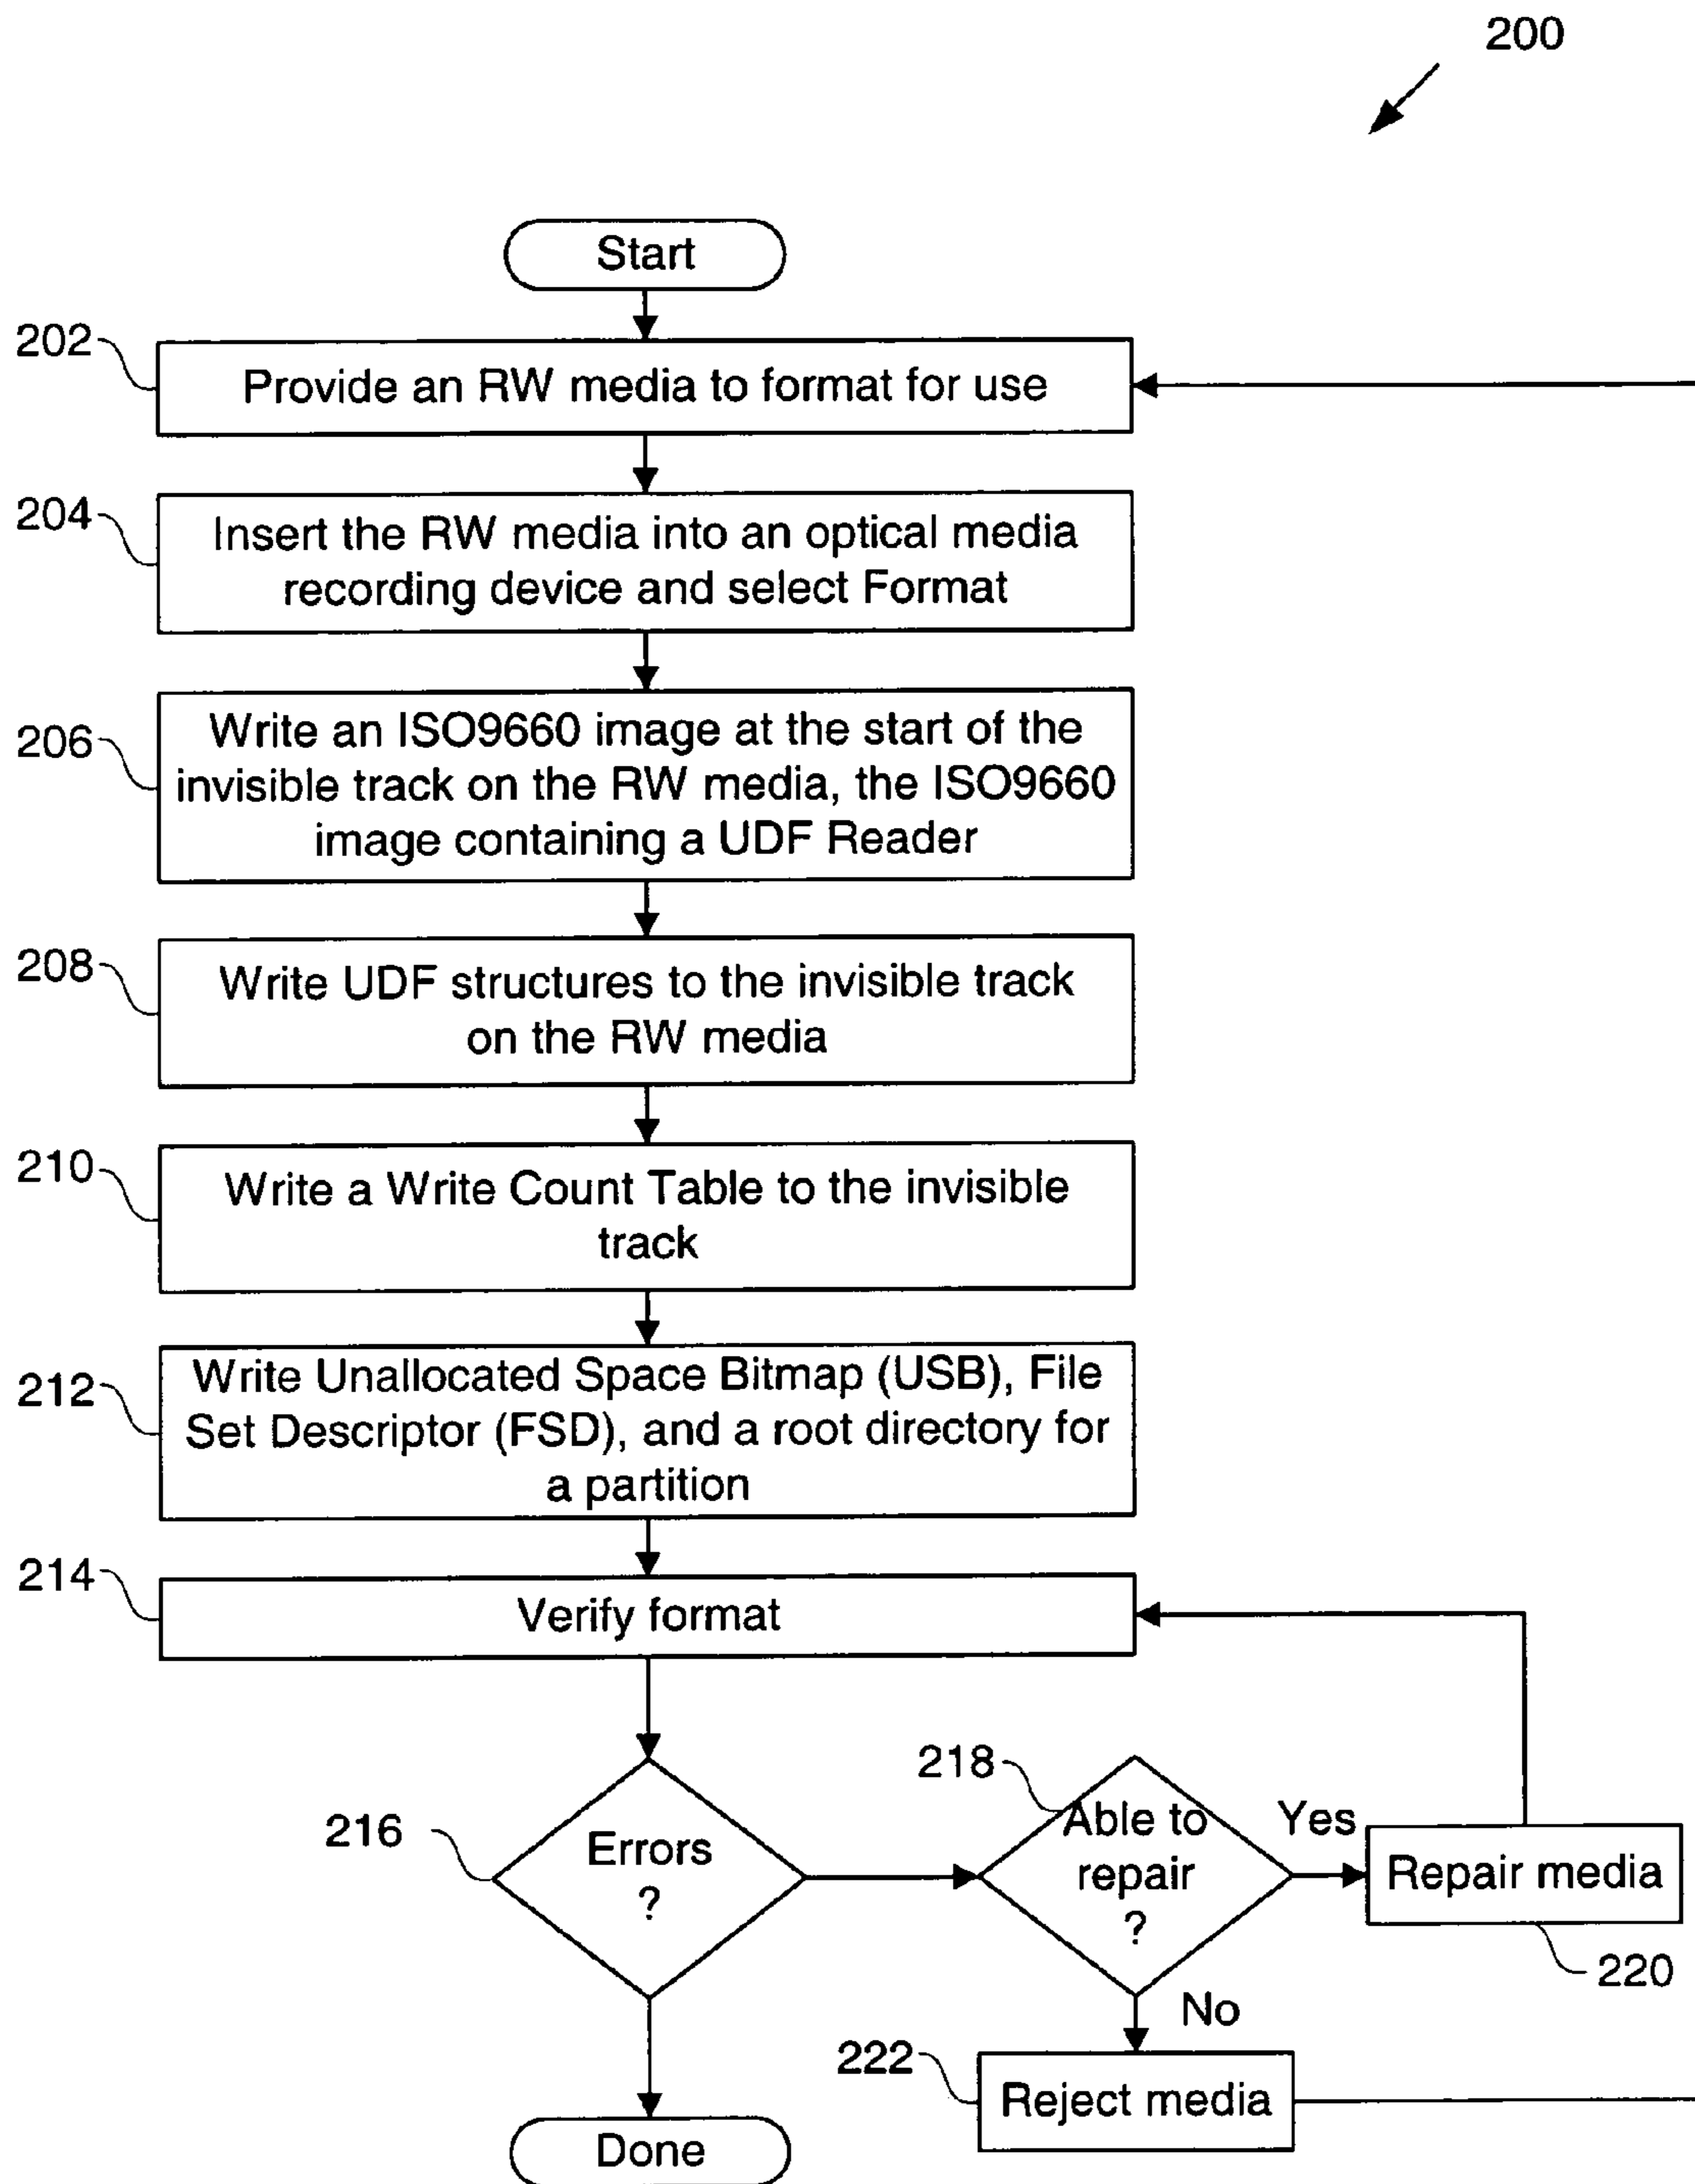 200
Start
202
Provide an RW media to format for use
204
Insert the RW media into an optical media
recording device and select Format
206
Write an ISO9660 image at the start of the
invisible track on the RW media, the ISO9660
image containing a UDF Reader
208
Write UDF structures to the invisible track
on the RW media
210
Write a Write Count Table to the invisible
track
212
Write Unallocated Space Bitmap (USB), File
Set Descriptor (FSD), and a root directory for
a partition
214
Verify format
216
Errors
?
218
Able to
repair
?
Yes
Repair media
220
No
222
Reject media
Done